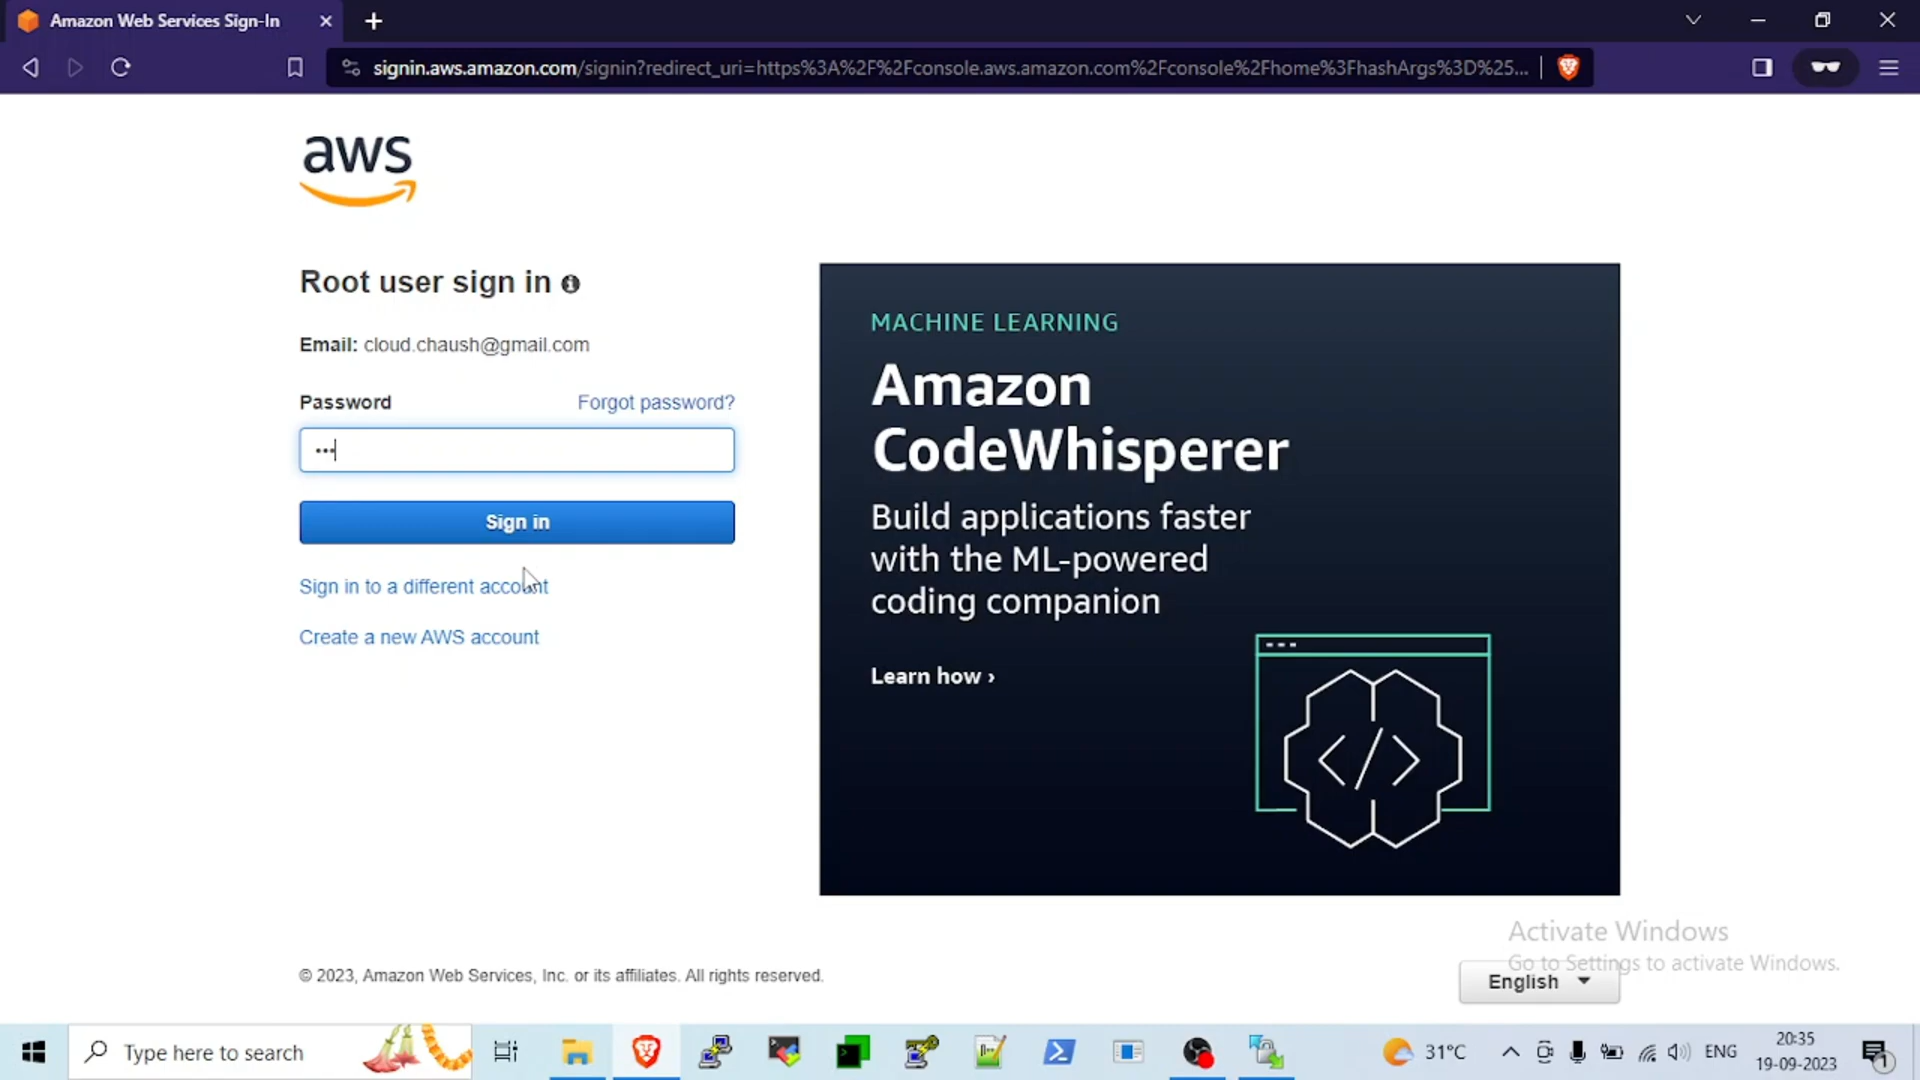 Amazon Web Services Sign-In
signin.aws.amazon.com/signin?redirect_uri=https%3A%2F%2Fconsole.aws.amazon.com%2Fconsole%2Fhome%3FhashArgs%3D%25...
aws
Root user sign in
Email: cloud.chaush@gmail.com
Password
Forgot password?
•••
Sign in
Sign in to a different account
Create a new AWS account
MACHINE LEARNING
Amazon
CodeWhisperer
Build applications faster
with the ML-powered
coding companion
Learn how ›
</>
© 2023, Amazon Web Services, Inc. or its affiliates. All rights reserved.
Activate Windows
Go to Settings to activate Windows.
English
Type here to search
31°C
ENG
20:35
19-09-2023
1